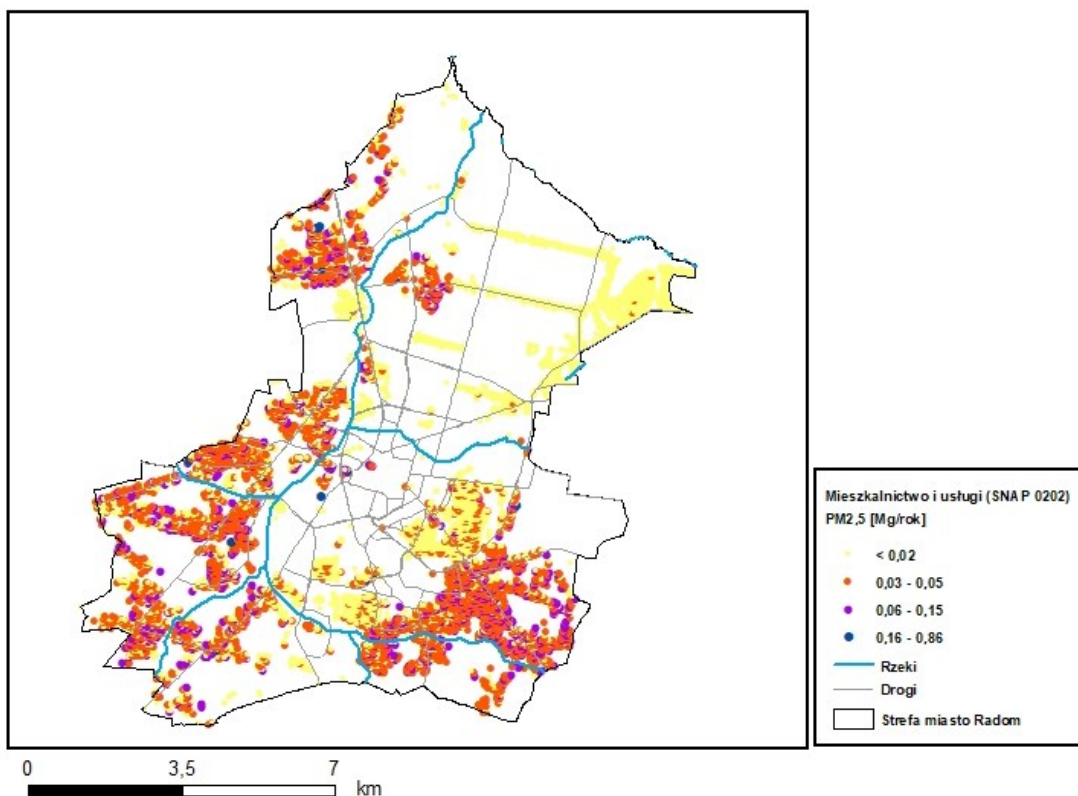 Mieszkalnictwo i usługi (SNAP 0202)
PM2,5 [Mg/rok]
< 0,02
0,03 - 0,05
0,06 - 0,15
0,16 - 0,86
Rzeki
Drogi
Strefa miasto Radom
0 3,5 7
km